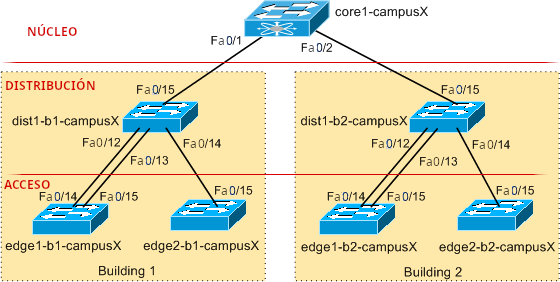 core1-campusX
NÚCLEO
Fa0/1
Fa0/2
DISTRIBUCIÓN
Fa0/15
Fa0/15
dist1-b1-campusX
dist1-b2-campusX
Fa0/12
Fa0/14
Fa0/12
Fa0/14
Fa0/13
Fa0/13
ACCESO
Fa0/14
Fa0/15
Fa0/15
Fa0/14
Fa0/15
Fa0/15
edge1-b1-campusX
edge2-b1-campusX
edge1-b2-campusX
edge2-b2-campusX
Building 1
Building 2